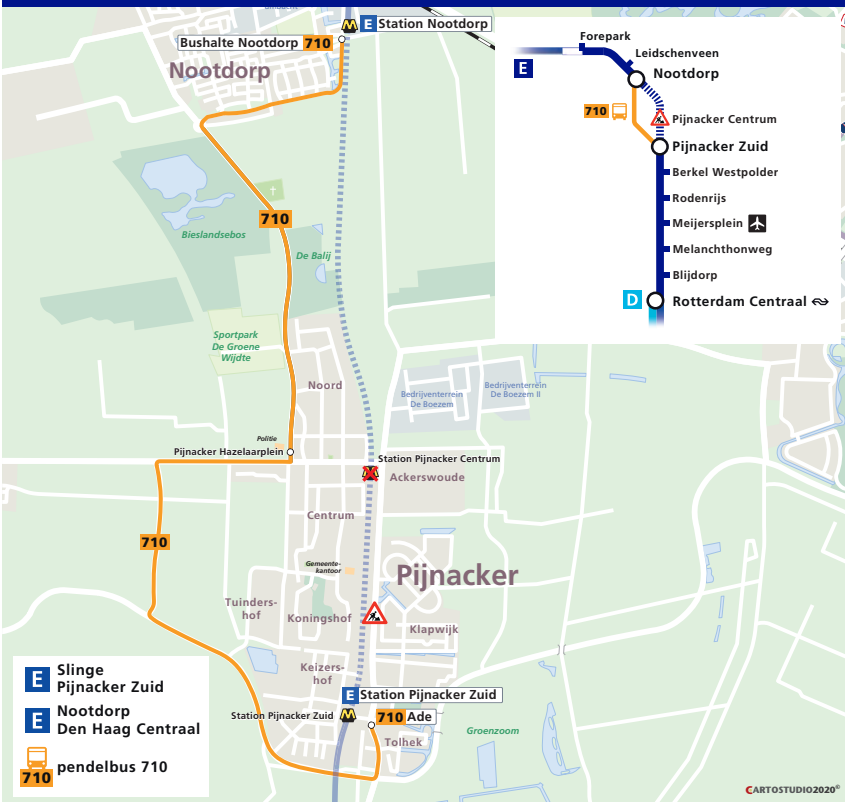 E Station Nootdorp
Bushalte Nootdorp 710
Nootdorp
710
Bieslandsebos
De Balij
Sportpark
De Groene
Wijdte
Noord
Bedrijventerrein
De Boezem
Bedrijventerrein
De Boezem II
Politie
Pijnacker Hazelaarplein
Station Pijnacker Centrum
Ackerswoude
Centrum
710
Gemeente-
kantoor
Pijnacker
Tuinders-
hof
Koningshof
Klapwijk
Keizers-
hof
E Station Pijnacker Zuid
Station Pijnacker Zuid
710 Ade
Tolhek
Groenzoom
Forepark
Leidschenveen
E
Nootdorp
710
Pijnacker Centrum
Pijnacker Zuid
Berkel Westpolder
Rodenrijs
Meijersplein
Melanchthonweg
Blijdorp
D
Rotterdam Centraal
E Slinge
Pijnacker Zuid
E Nootdorp
Den Haag Centraal
710 pendelbus 710
CARTOSTUDIO2020©